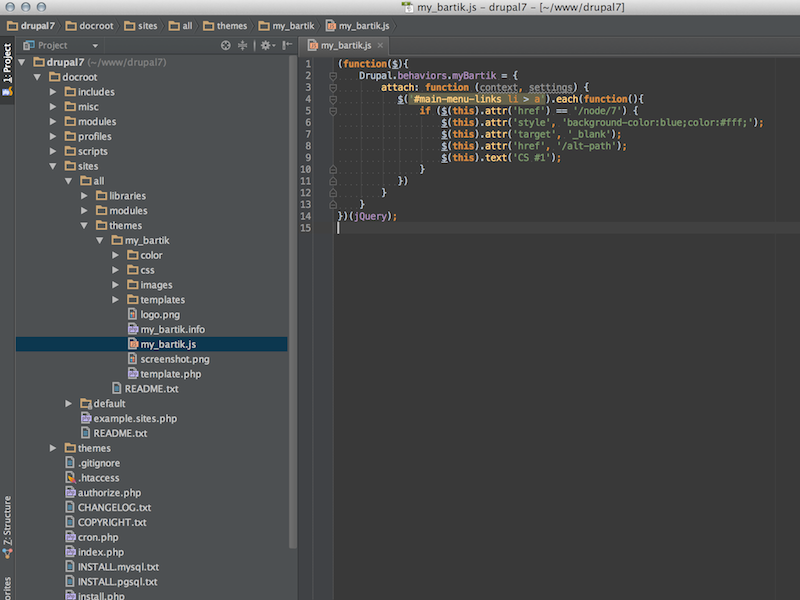 my_bartik.js – drupal7 – [~/www/drupal7]
drupal7 docroot sites all themes my_bartik my_bartik.js
1: Project
Project
my_bartik.js
drupal7 (~/www/drupal7)
docroot
includes
misc
modules
profiles
scripts
sites
all
libraries
modules
themes
my_bartik
color
css
images
templates
logo.png
my_bartik.info
my_bartik.js
screenshot.png
template.php
README.txt
default
example.sites.php
README.txt
themes
.gitignore
.htaccess
authorize.php
CHANGELOG.txt
COPYRIGHT.txt
cron.php
index.php
INSTALL.mysql.txt
INSTALL.pgsql.txt
install.php
Z: Structure
1 (function($){
2 Drupal.behaviors.myBartik = {
3 attach: function (context, settings) {
4 $('#main-menu-links li > a').each(function(){
5 if ($(this).attr('href') == '/node/7') {
6 $(this).attr('style', 'background-color:blue;color:#fff;');
7 $(this).attr('target', '_blank');
8 $(this).attr('href', '/alt-path');
9 $(this).text('CS #1');
10 }
11 })
12 }
13 }
14 })(jQuery);
15